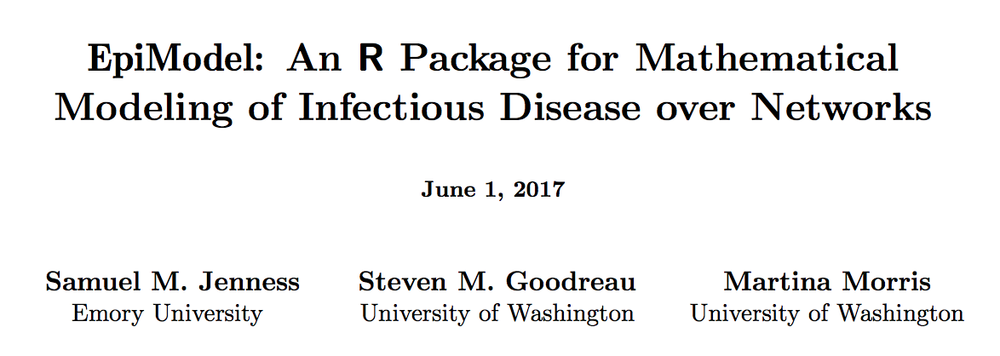 EpiModel: An R Package for Mathematical
Modeling of Infectious Disease over Networks
June 1, 2017
Samuel M. Jenness
Emory University
Steven M. Goodreau
University of Washington
Martina Morris
University of Washington